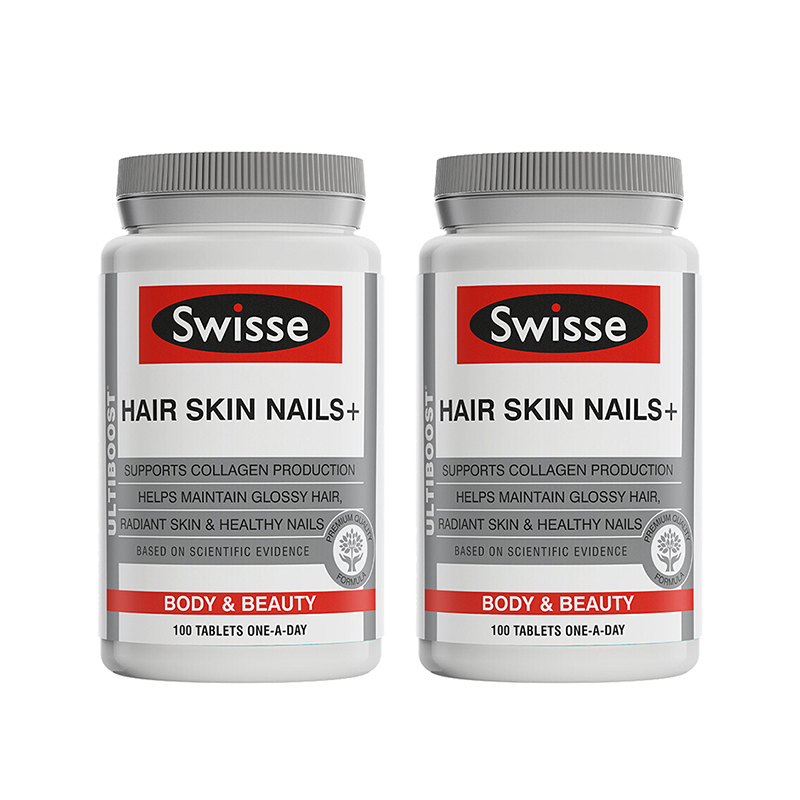 Swisse
ULTIBOOST
HAIR SKIN NAILS+
SUPPORTS COLLAGEN PRODUCTION
HELPS MAINTAIN GLOSSY HAIR,
RADIANT SKIN & HEALTHY NAILS
BASED ON SCIENTIFIC EVIDENCE
PREMIUM QUALITY
FORMULA
BODY & BEAUTY
100 TABLETS ONE-A-DAY
Swisse
ULTIBOOST
HAIR SKIN NAILS+
SUPPORTS COLLAGEN PRODUCTION
HELPS MAINTAIN GLOSSY HAIR,
RADIANT SKIN & HEALTHY NAILS
BASED ON SCIENTIFIC EVIDENCE
PREMIUM QUALITY
FORMULA
BODY & BEAUTY
100 TABLETS ONE-A-DAY